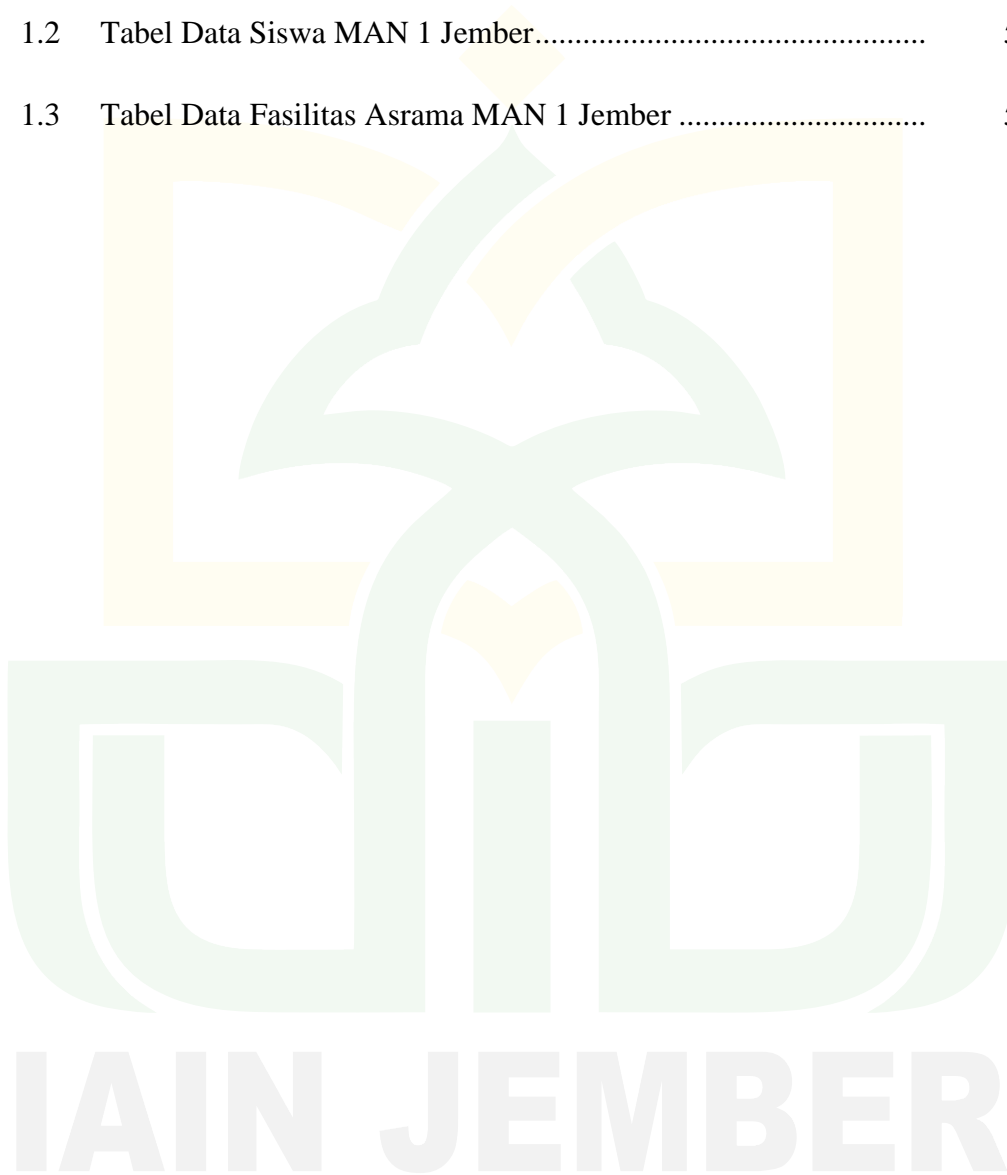 1.2 Tabel Data Siswa MAN 1 Jember.................................................
1.3 Tabel Data Fasilitas Asrama MAN 1 Jember ...............................
IAIN JEMBER